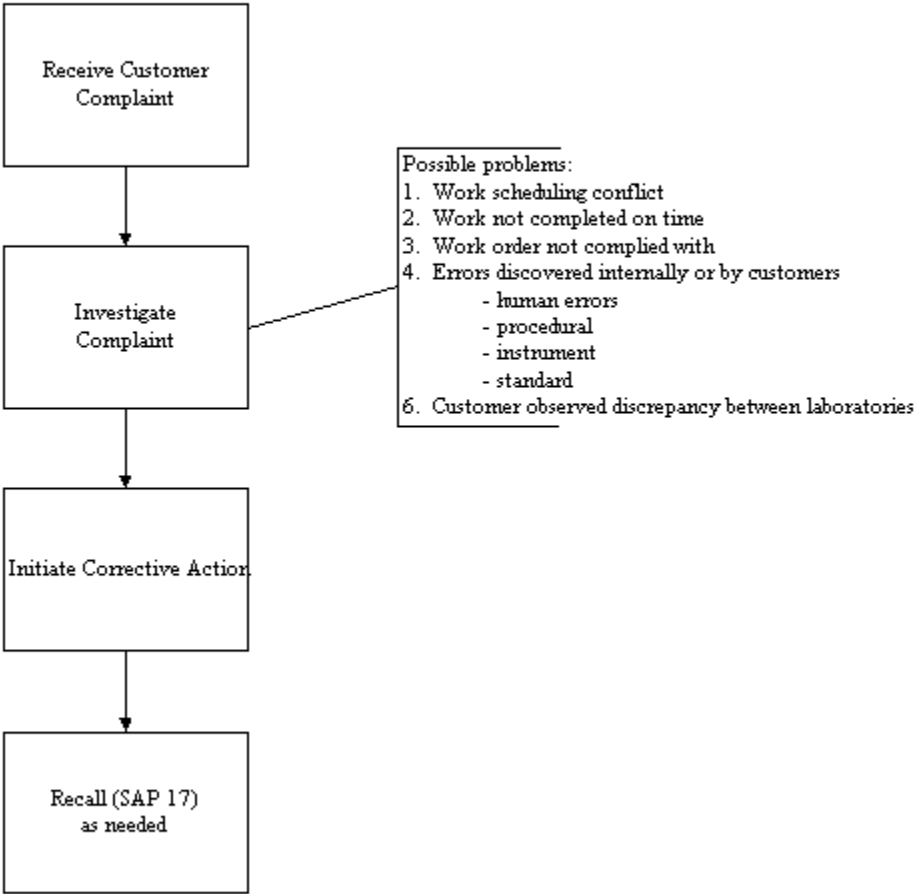 Receive Customer
Complaint
Possible problems:
1. Work scheduling conflict
2. Work not completed on time
3. Work order not complied with
4. Errors discovered internally or by customers
- human errors
- procedural
- instrument
- standard
6. Customer observed discrepancy between laboratories
Investigate
Complaint
Initiate Corrective Action
Recall (SAP 17)
as needed